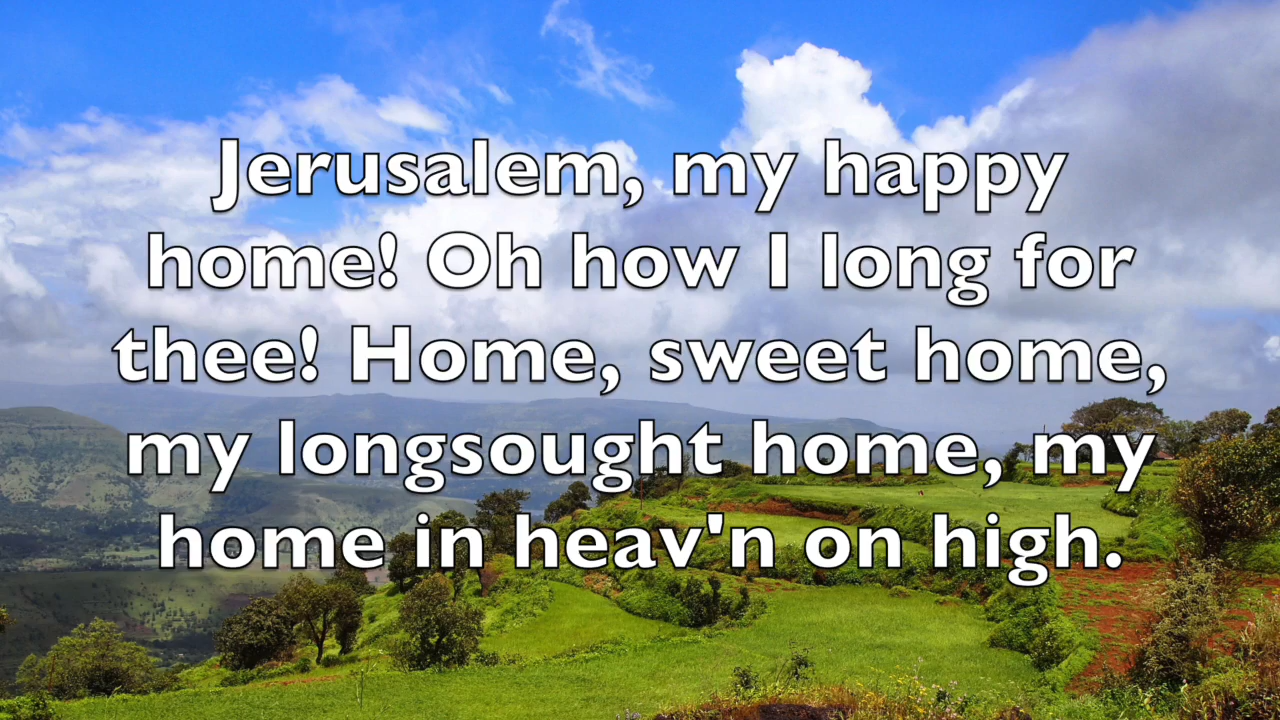 Jerusalem, my happy
home! Oh how I long for
thee! Home, sweet home,
my longsought home, my
home in heav'n on high.